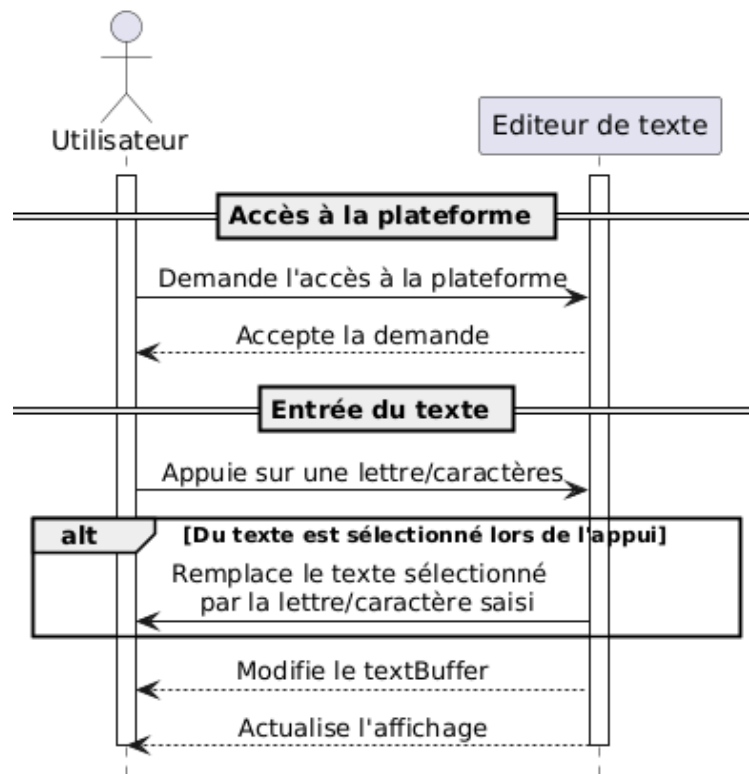 Utilisateur
Editeur de texte
Accès à la plateforme
Demande l'accès à la plateforme
Accepte la demande
Entrée du texte
Appuie sur une lettre/caractères
alt [Du texte est sélectionné lors de l'appui]
Remplace le texte sélectionné
par la lettre/caractère saisi
Modifie le textBuffer
Actualise l'affichage